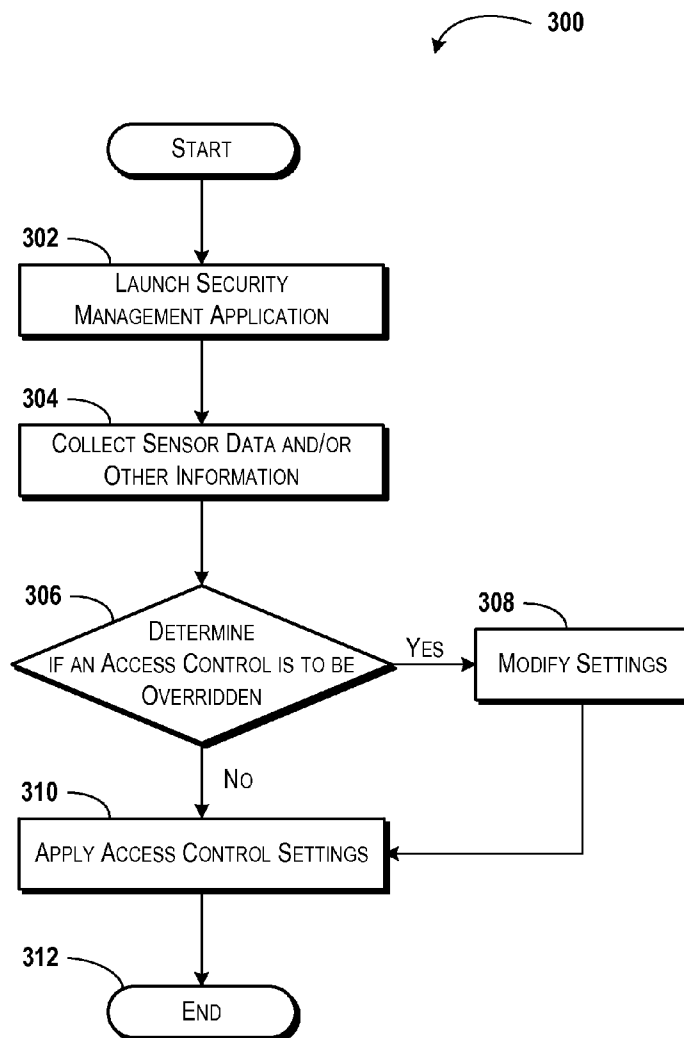 300
START
302
LAUNCH SECURITY
MANAGEMENT APPLICATION
304
COLLECT SENSOR DATA AND/OR
OTHER INFORMATION
306
DETERMINE
IF AN ACCESS CONTROL IS TO BE
OVERRIDDEN
YES
308
MODIFY SETTINGS
NO
310
APPLY ACCESS CONTROL SETTINGS
312
END